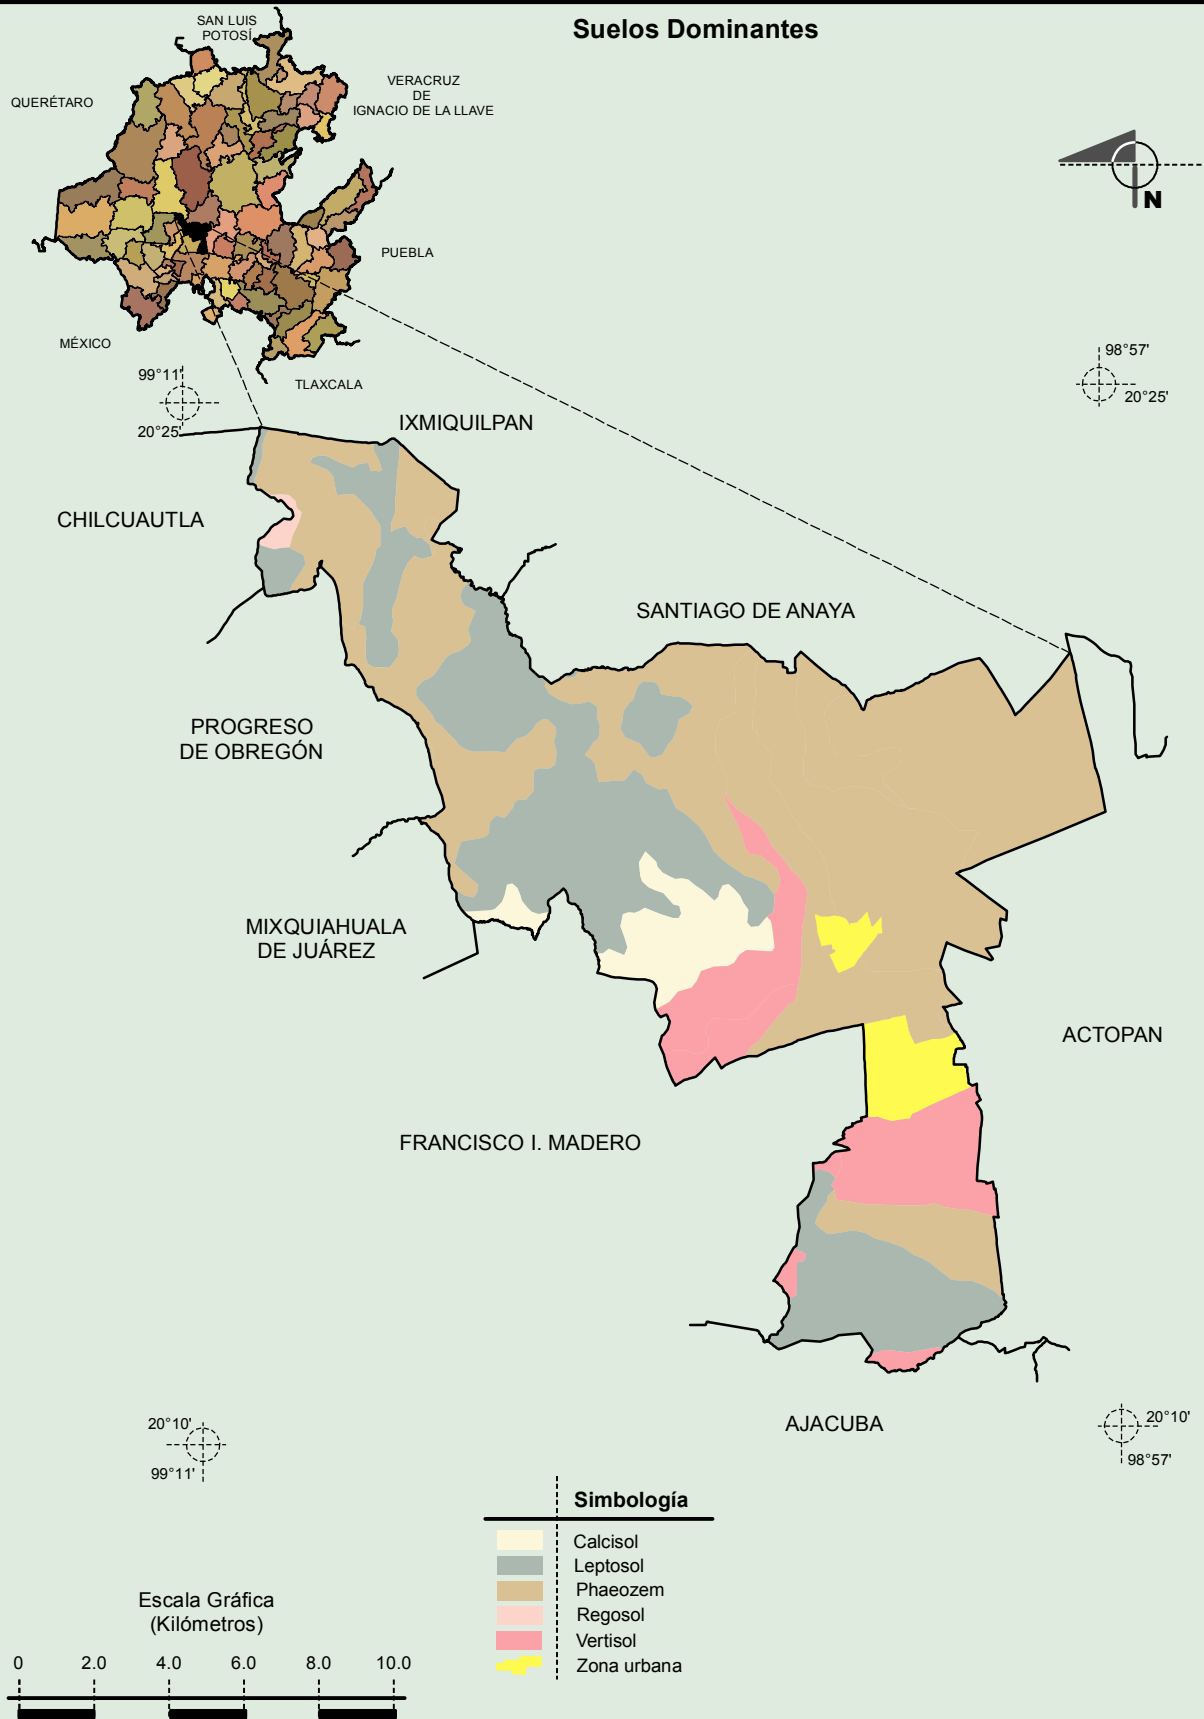 Suelos Dominantes
SAN LUIS
POTOSÍ
QUERÉTARO
VERACRUZ
DE
IGNACIO DE LA LLAVE
N
PUEBLA
MÉXICO
TLAXCALA
99°11'
20°25'
98°57'
20°25'
IXMIQUILPAN
CHILCUAUTLA
SANTIAGO DE ANAYA
PROGRESO
DE OBREGÓN
MIXQUIAHUALA
DE JUÁREZ
ACTOPAN
FRANCISCO I. MADERO
AJACUBA
20°10'
99°11'
20°10'
98°57'
Simbología
Calcisol
Leptosol
Phaeozem
Regosol
Vertisol
Zona urbana
Escala Gráfica
(Kilómetros)
0 2.0 4.0 6.0 8.0 10.0